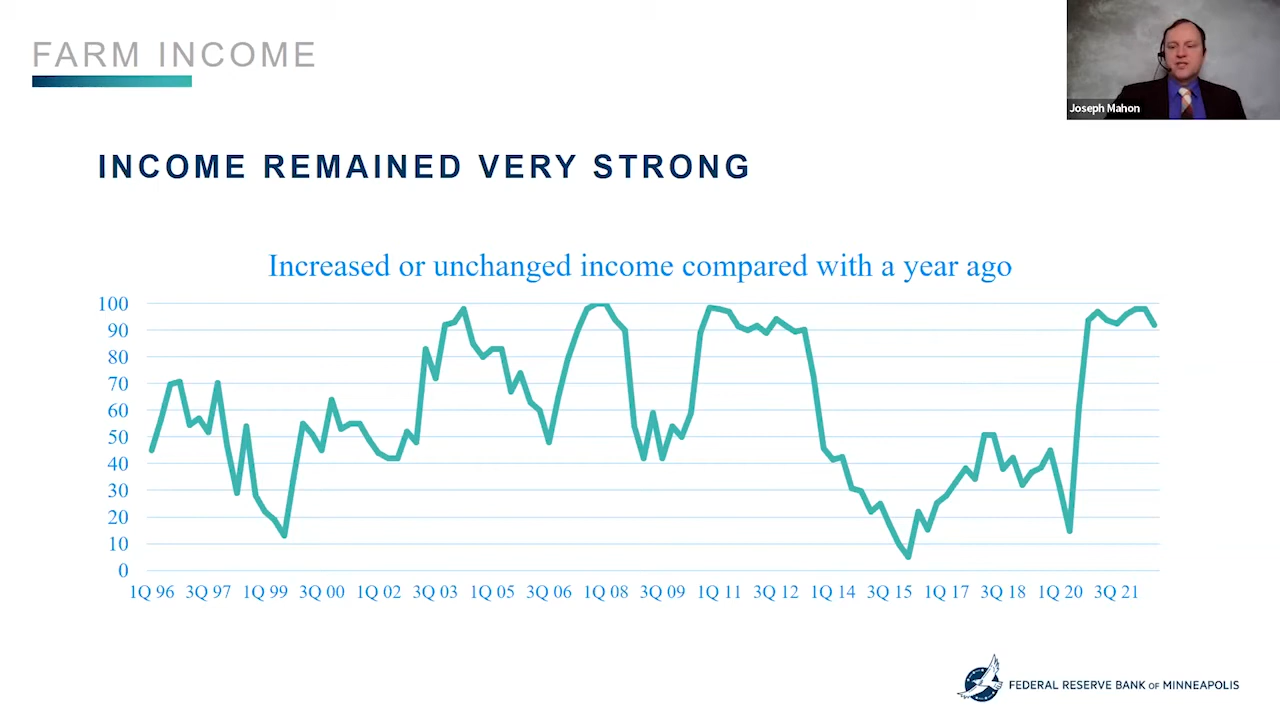 FARM INCOME
Joseph Mahon
INCOME REMAINED VERY STRONG
Increased or unchanged income compared with a year ago
100
90
80
70
60
50
40
30
20
10
0
1Q 96 3Q 97 1Q 99 3Q 00 1Q 02 3Q 03 1Q 05 3Q 06 1Q 08 3Q 09 1Q 11 3Q 12 1Q 14 3Q 15 1Q 17 3Q 18 1Q 20 3Q 21
FEDERAL RESERVE BANK OF MINNEAPOLIS